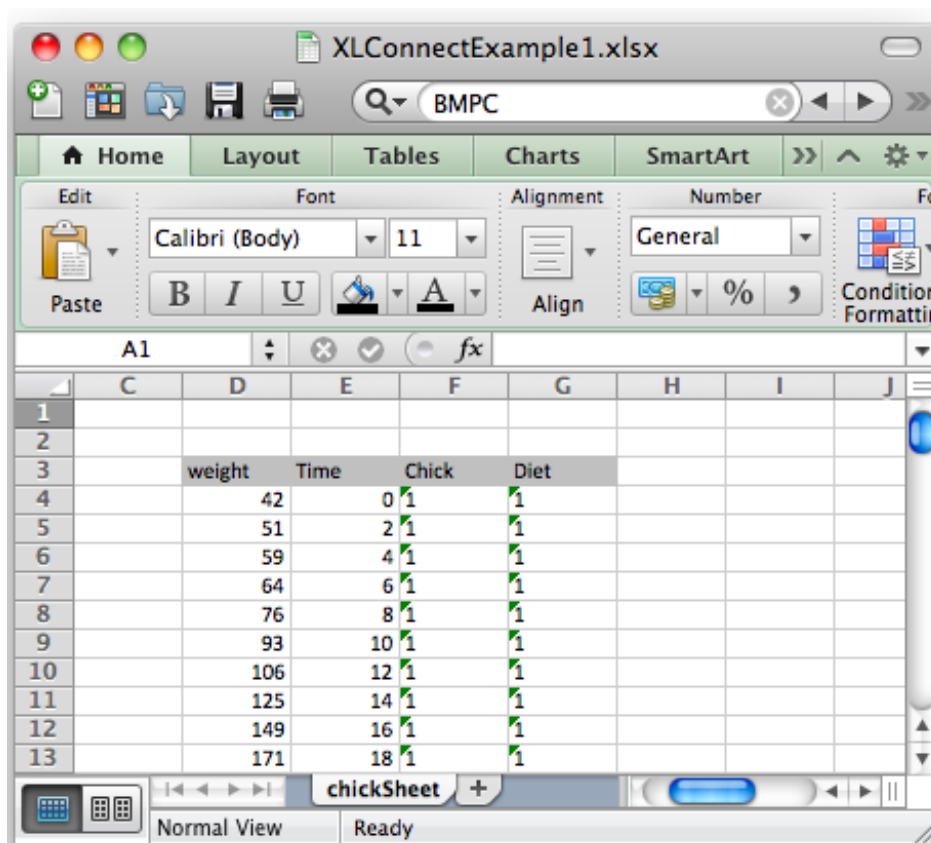 XLConnectExample1.xlsx
BMPC
Home Layout Tables Charts SmartArt
Edit Font Alignment Number
Calibri (Body) 11 General
B I U A % ,
Paste Align
A1 fx
C D E F G H I J
1
2
3 weight Time Chick Diet
4 42 0 1 1
5 51 2 1 1
6 59 4 1 1
7 64 6 1 1
8 76 8 1 1
9 93 10 1 1
10 106 12 1 1
11 125 14 1 1
12 149 16 1 1
13 171 18 1 1
chickSheet +
Normal View Ready